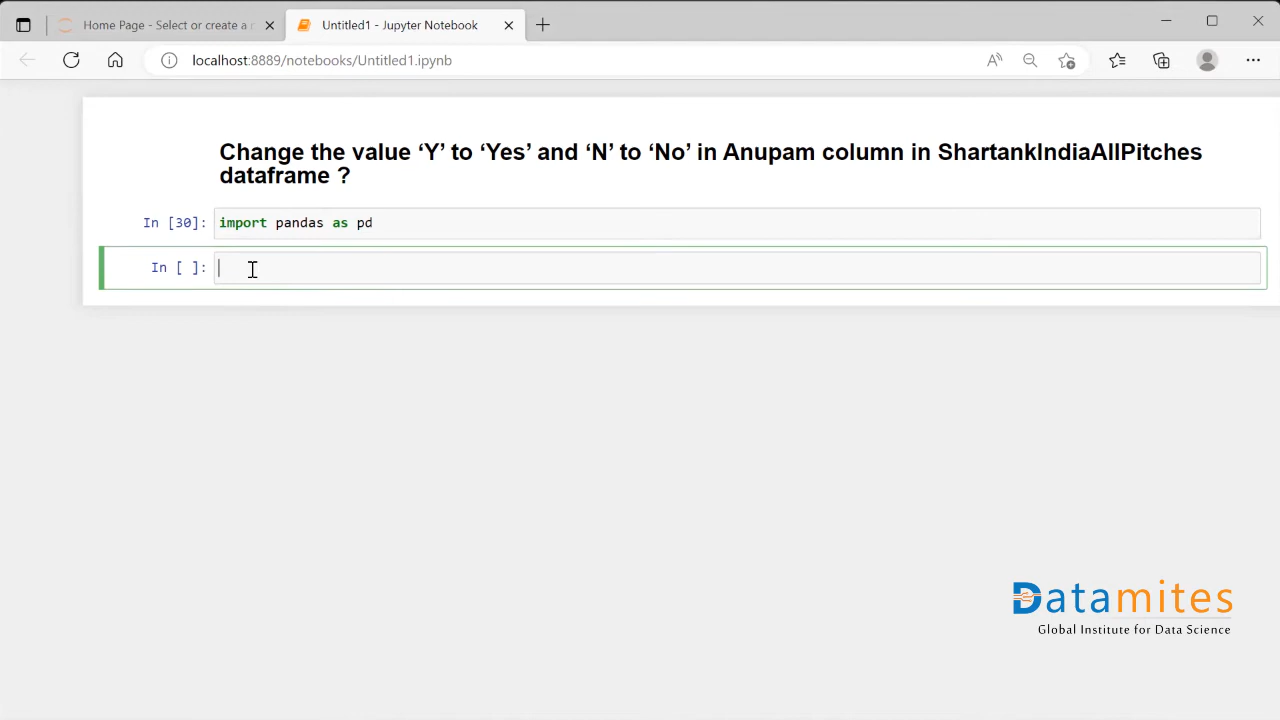 Home Page - Select or create a n
Untitled1 - Jupyter Notebook
localhost:8889/notebooks/Untitled1.ipynb
Change the value ‘Y’ to ‘Yes’ and ‘N’ to ‘No’ in Anupam column in ShartankIndiaAllPitches
dataframe ?
In [30]: import pandas as pd
In [ ]:
Datamites
Global Institute for Data Science